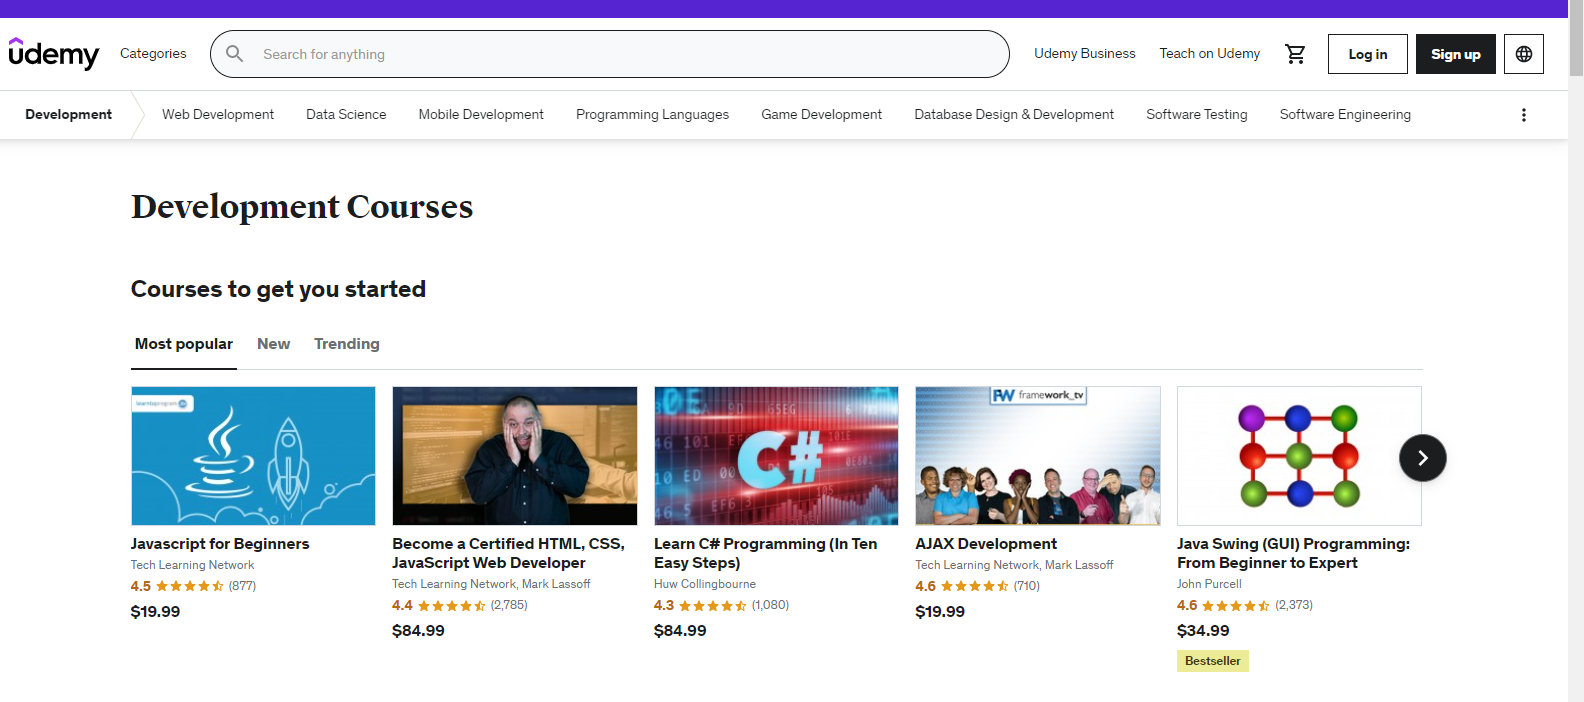 ûdemy
Categories
Search for anything
Udemy Business
Teach on Udemy
Log in
Sign up
Development
Web Development
Data Science
Mobile Development
Programming Languages
Game Development
Database Design & Development
Software Testing
Software Engineering
Development Courses
Courses to get you started
Most popular
New
Trending
C#
framework_tv
Javascript for Beginners
Tech Learning Network
4.5 (877)
$19.99
Become a Certified HTML, CSS,
JavaScript Web Developer
Tech Learning Network, Mark Lassoff
4.4 (2,785)
$84.99
Learn C# Programming (In Ten
Easy Steps)
Huw Collingbourne
4.3 (1,080)
$84.99
AJAX Development
Tech Learning Network, Mark Lassoff
4.6 (710)
$19.99
Java Swing (GUI) Programming:
From Beginner to Expert
John Purcell
4.6 (2,373)
$34.99
Bestseller